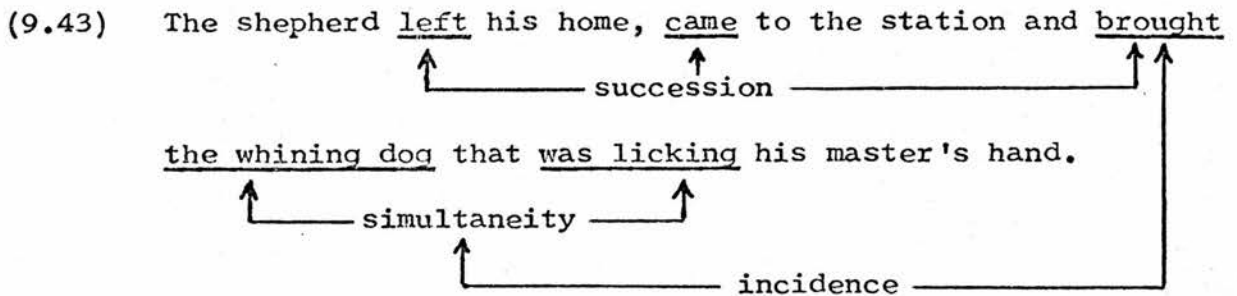 (9.43) The shepherd left his home, came to the station and brought
succession
the whining dog that was licking his master's hand.
simultaneity
incidence